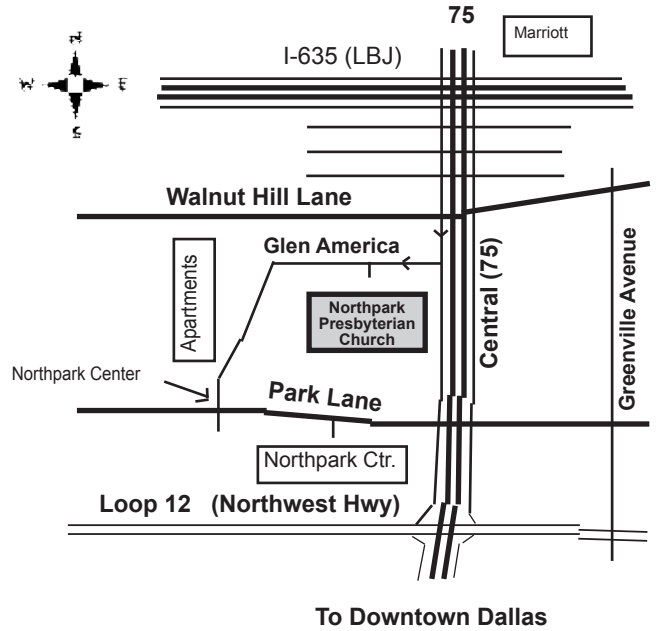 75
Marriott
I-635 (LBJ)
N
W
E
S
Walnut Hill Lane
Glen America
Apartments
Northpark
Presbyterian
Church
Central (75)
Greenville Avenue
Northpark Center
Park Lane
Northpark Ctr.
Loop 12 (Northwest Hwy)
To Downtown Dallas